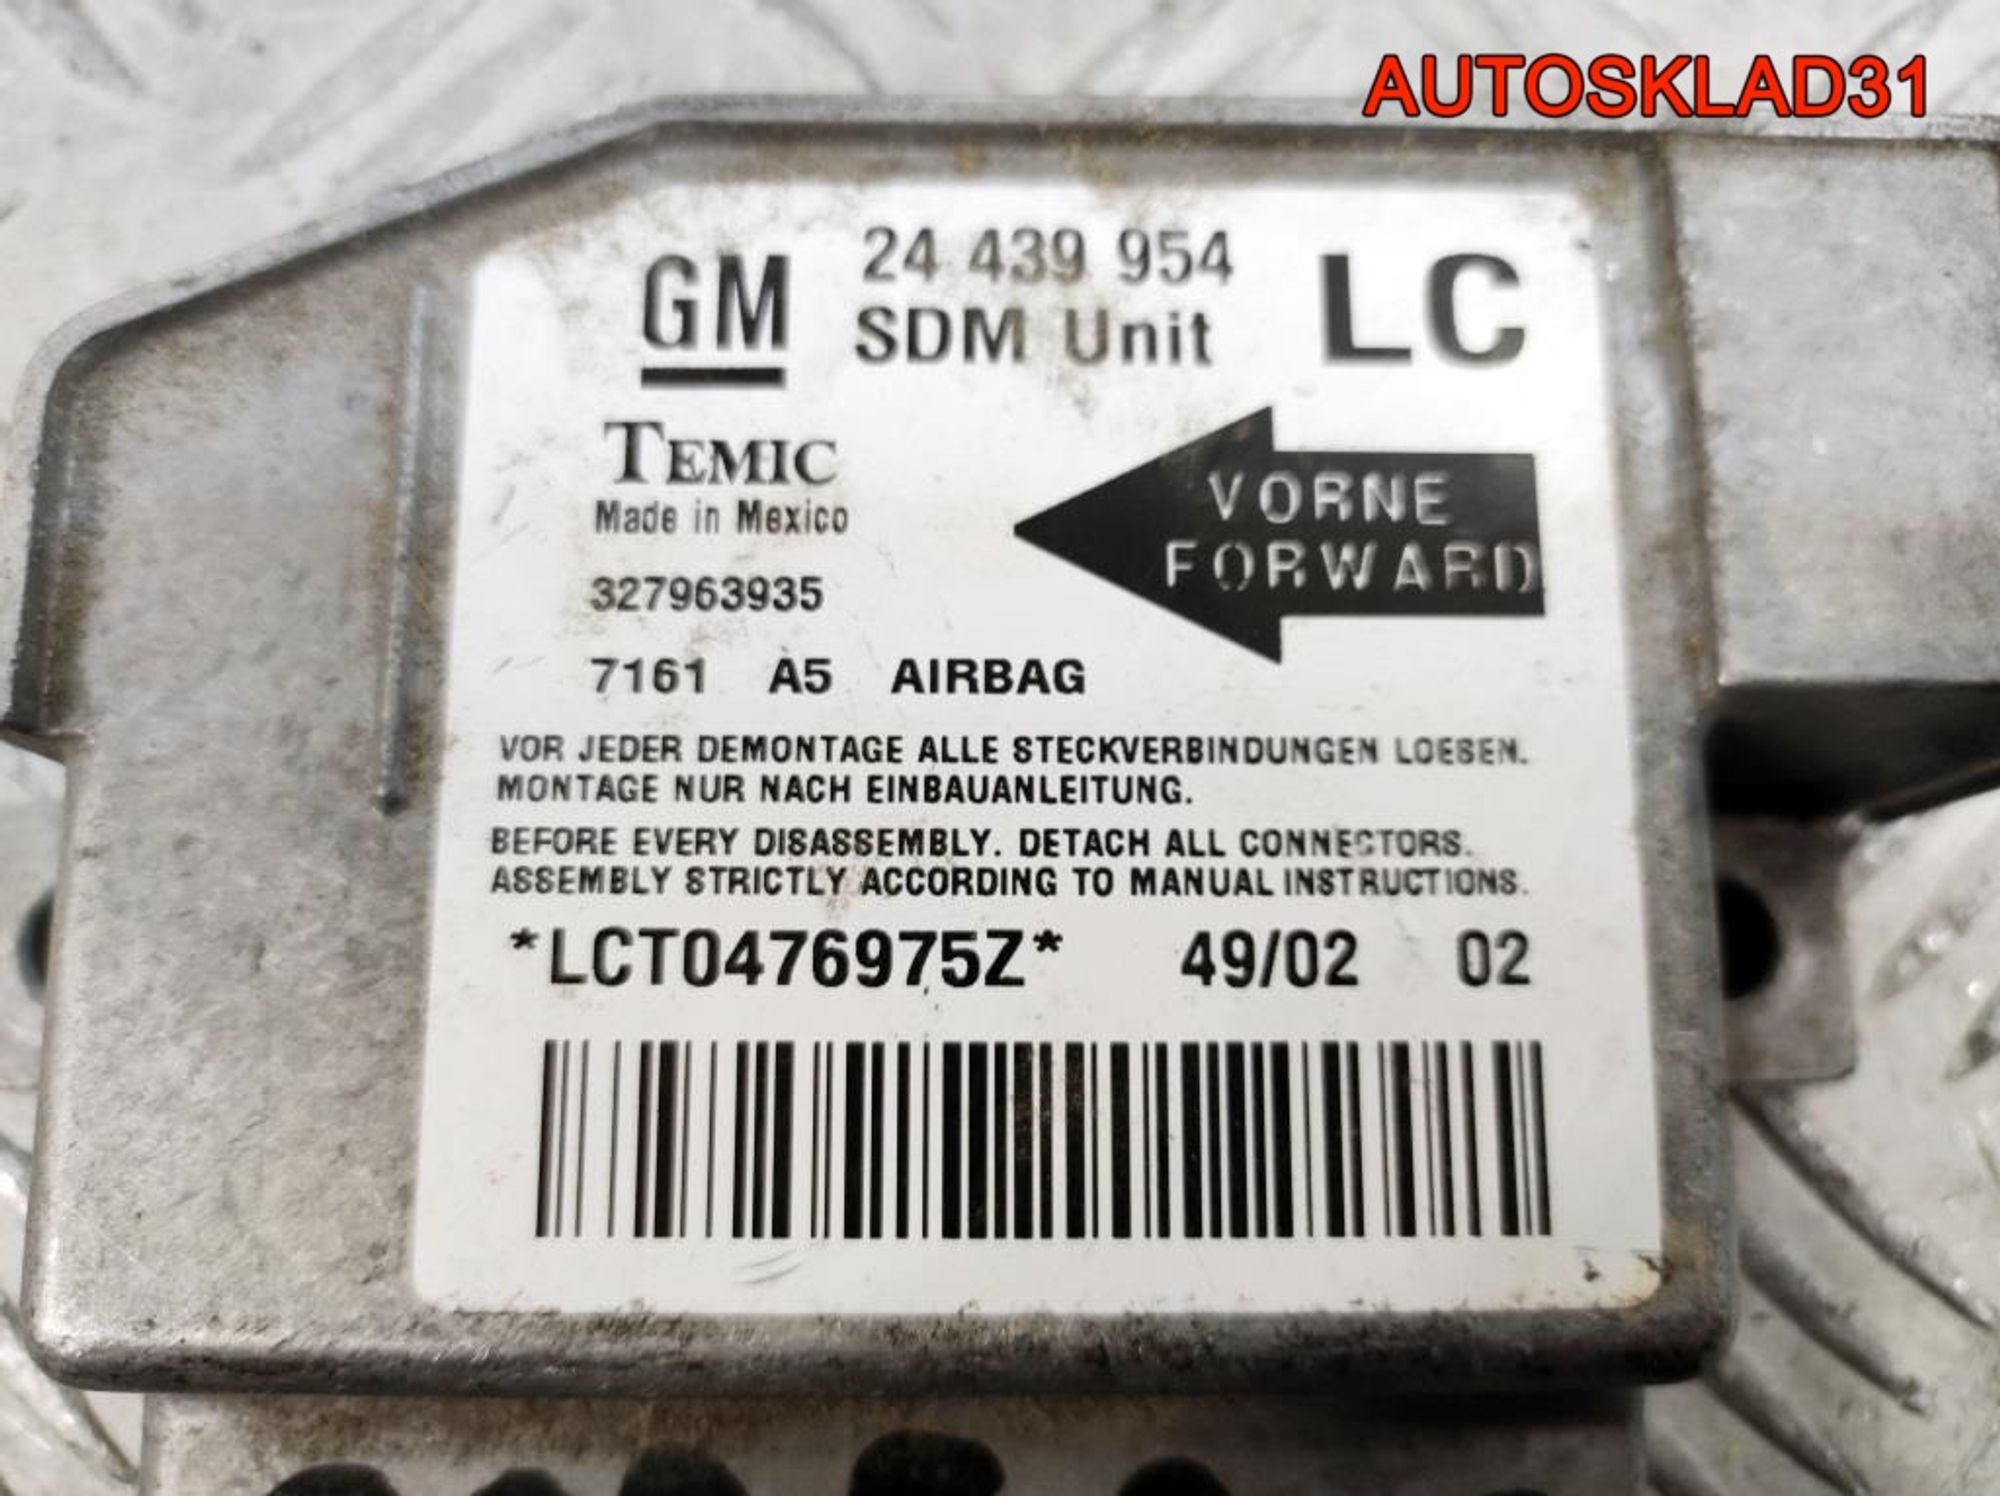 AUTOSKLAD31
GM 24 439 954 LC
SDM Unit
TEMIC
Made in Mexico
VORNE
FORWARD
327963935
7161 A5 AIRBAG
VOR JEDER DEMONTAGE ALLE STECKVERBINDUNGEN LOESEN.
MONTAGE NUR NACH EINBAUANLEITUNG.
BEFORE EVERY DISASSEMBLY. DETACH ALL CONNECTORS.
ASSEMBLY STRICTLY ACCORDING TO MANUAL INSTRUCTIONS.
*LCT0476975Z* 49/02 02